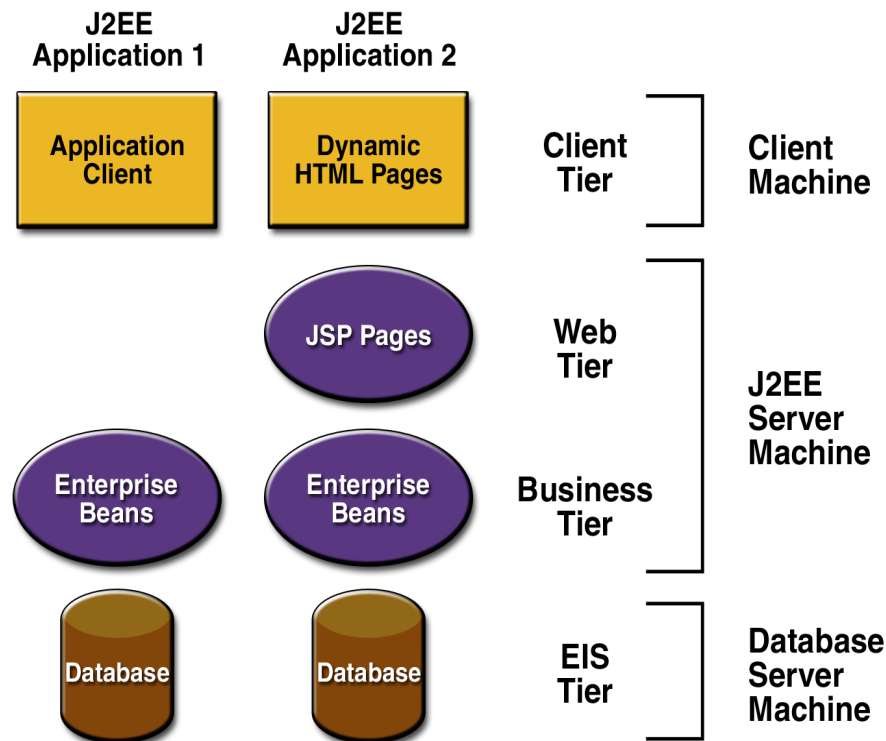 J2EE
Application 1
J2EE
Application 2
Application
Client
Dynamic
HTML Pages
Client
Tier
Client
Machine
JSP Pages
Web
Tier
J2EE
Server
Machine
Enterprise
Beans
Enterprise
Beans
Business
Tier
Database
Database
EIS
Tier
Database
Server
Machine